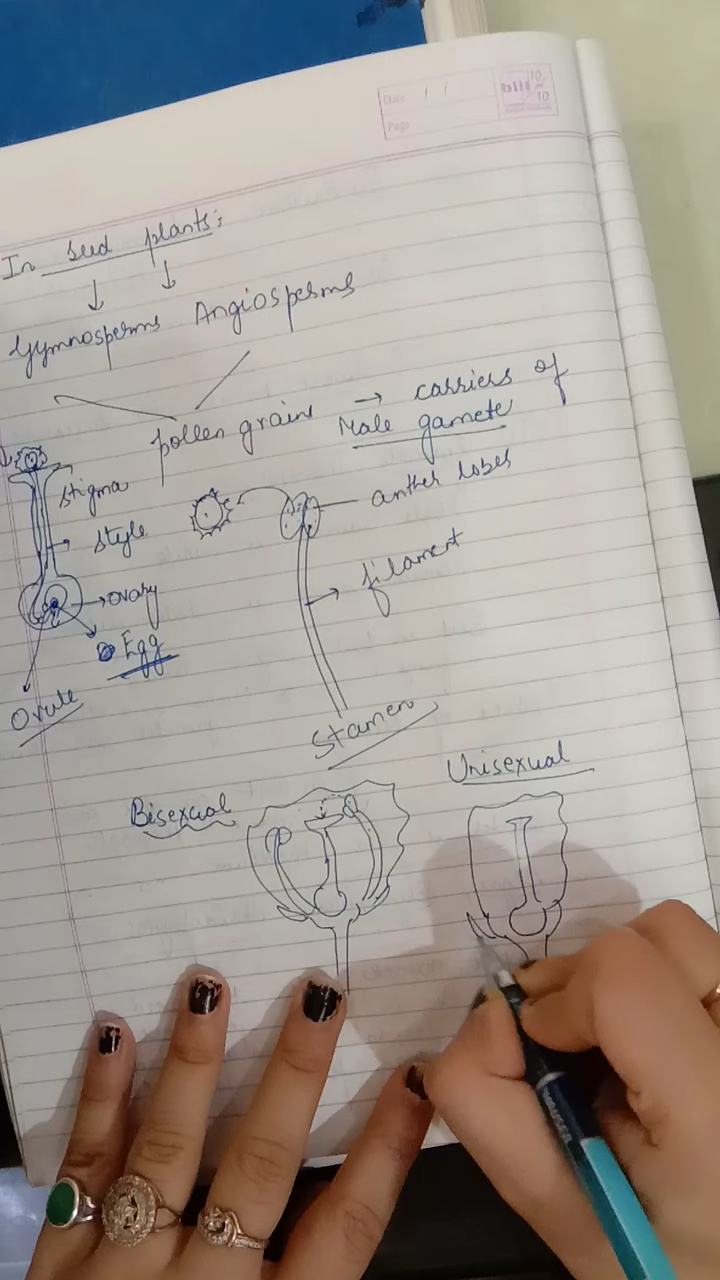 Date / /
Page
In seed plants:
Gymnosperms Angiosperms
pollen grains → carriers of
Male gamete
stigma
anther lobes
style
filament
ovary
Egg
Ovule
Stamen
Unisexual
Bisexual